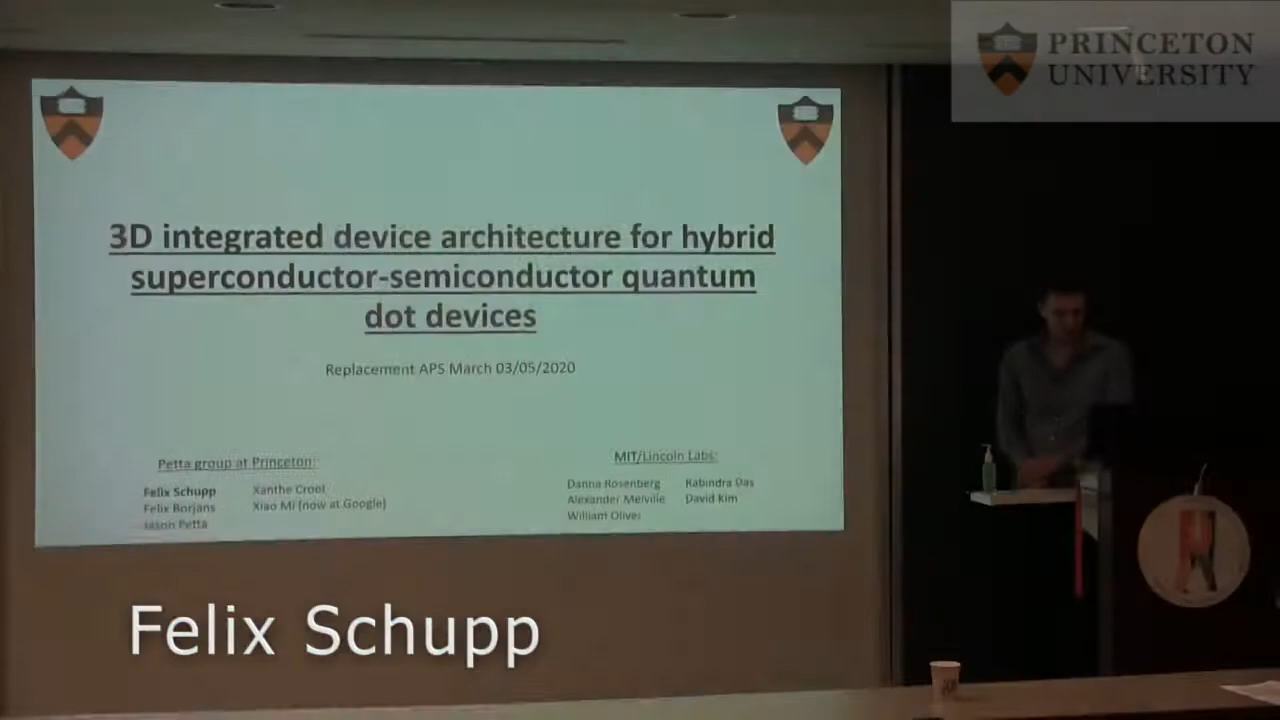 PRINCETON
UNIVERSITY
3D integrated device architecture for hybrid
superconductor-semiconductor quantum
dot devices
Replacement APS March 03/05/2020
Petta group at Princeton:
Felix Schupp Xanthe Croot
Felix Borjans Xiao Mi (now at Google)
Jason Petta
MIT/Lincoln Labs:
Danna Rosenberg Rabindra Das
Alexander Melville David Kim
William Oliver
Felix Schupp